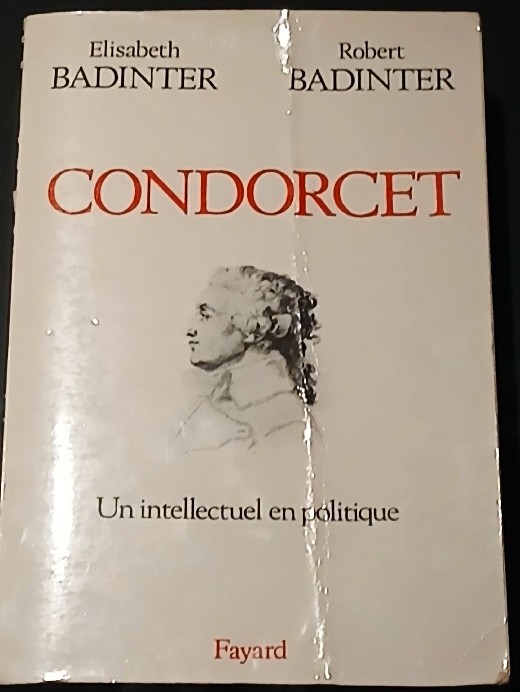 Elisabeth BADINTER
Robert BADINTER
CONDORCET
Un intellectuel en politique
Fayard